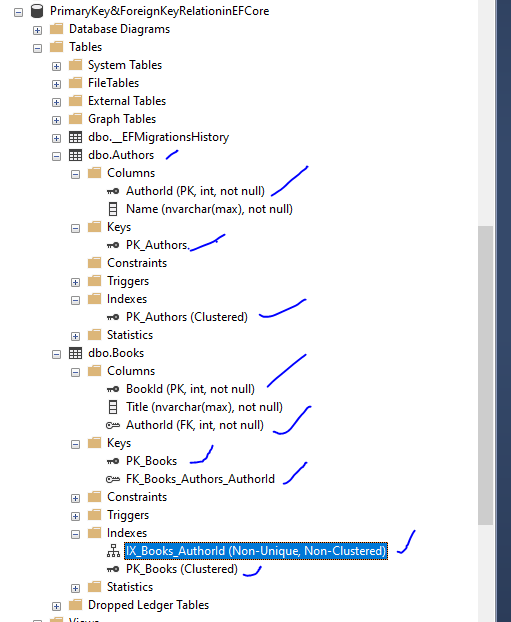 PrimaryKey&ForeignKeyRelationinEFCore
Database Diagrams
Tables
System Tables
FileTables
External Tables
Graph Tables
dbo.__EFMigrationsHistory
dbo.Authors
Columns
AuthorId (PK, int, not null)
Name (nvarchar(max), not null)
Keys
PK_Authors
Constraints
Triggers
Indexes
PK_Authors (Clustered)
Statistics
dbo.Books
Columns
BookId (PK, int, not null)
Title (nvarchar(max), not null)
AuthorId (FK, int, not null)
Keys
PK_Books
FK_Books_Authors_AuthorId
Constraints
Triggers
Indexes
IX_Books_AuthorId (Non-Unique, Non-Clustered)
PK_Books (Clustered)
Statistics
Dropped Ledger Tables
Views